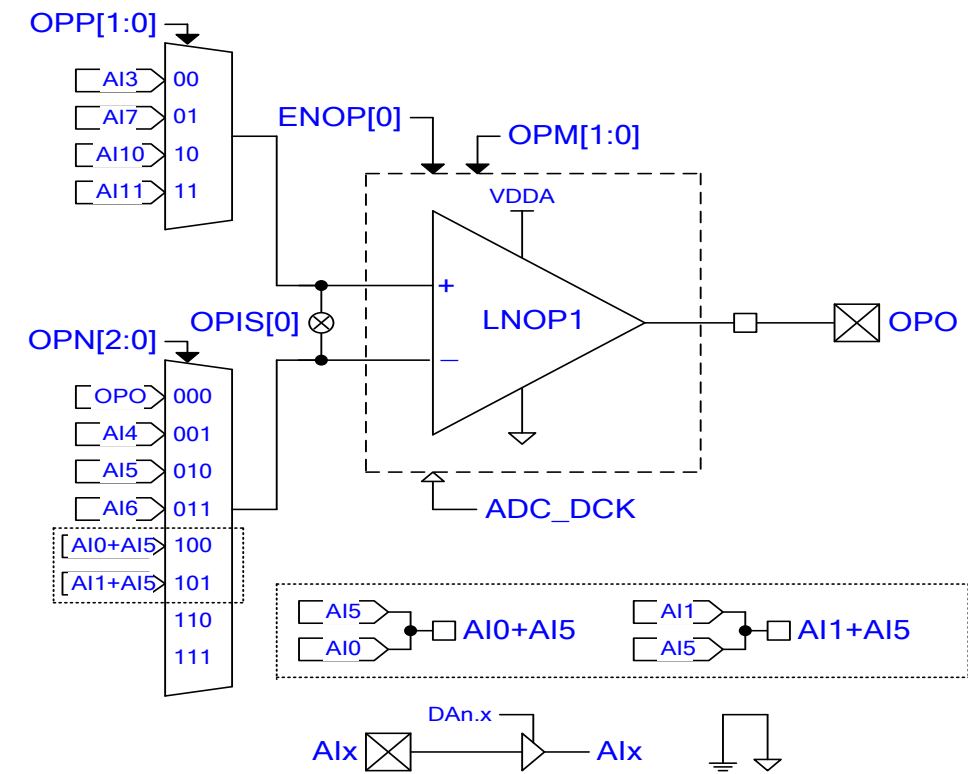 OPP[1:0]
AI3 00
AI7 01
AI10 10
AI11 11
ENOP[0]
OPM[1:0]
VDDA
+
LNOP1
−
OPIS[0]
OPO
OPN[2:0]
OPO 000
AI4 001
AI5 010
AI6 011
AI0+AI5 100
AI1+AI5 101
110
111
ADC_DCK
AI5
AI0
AI0+AI5
AI1
AI5
AI1+AI5
DAn.x
AIx
AIx